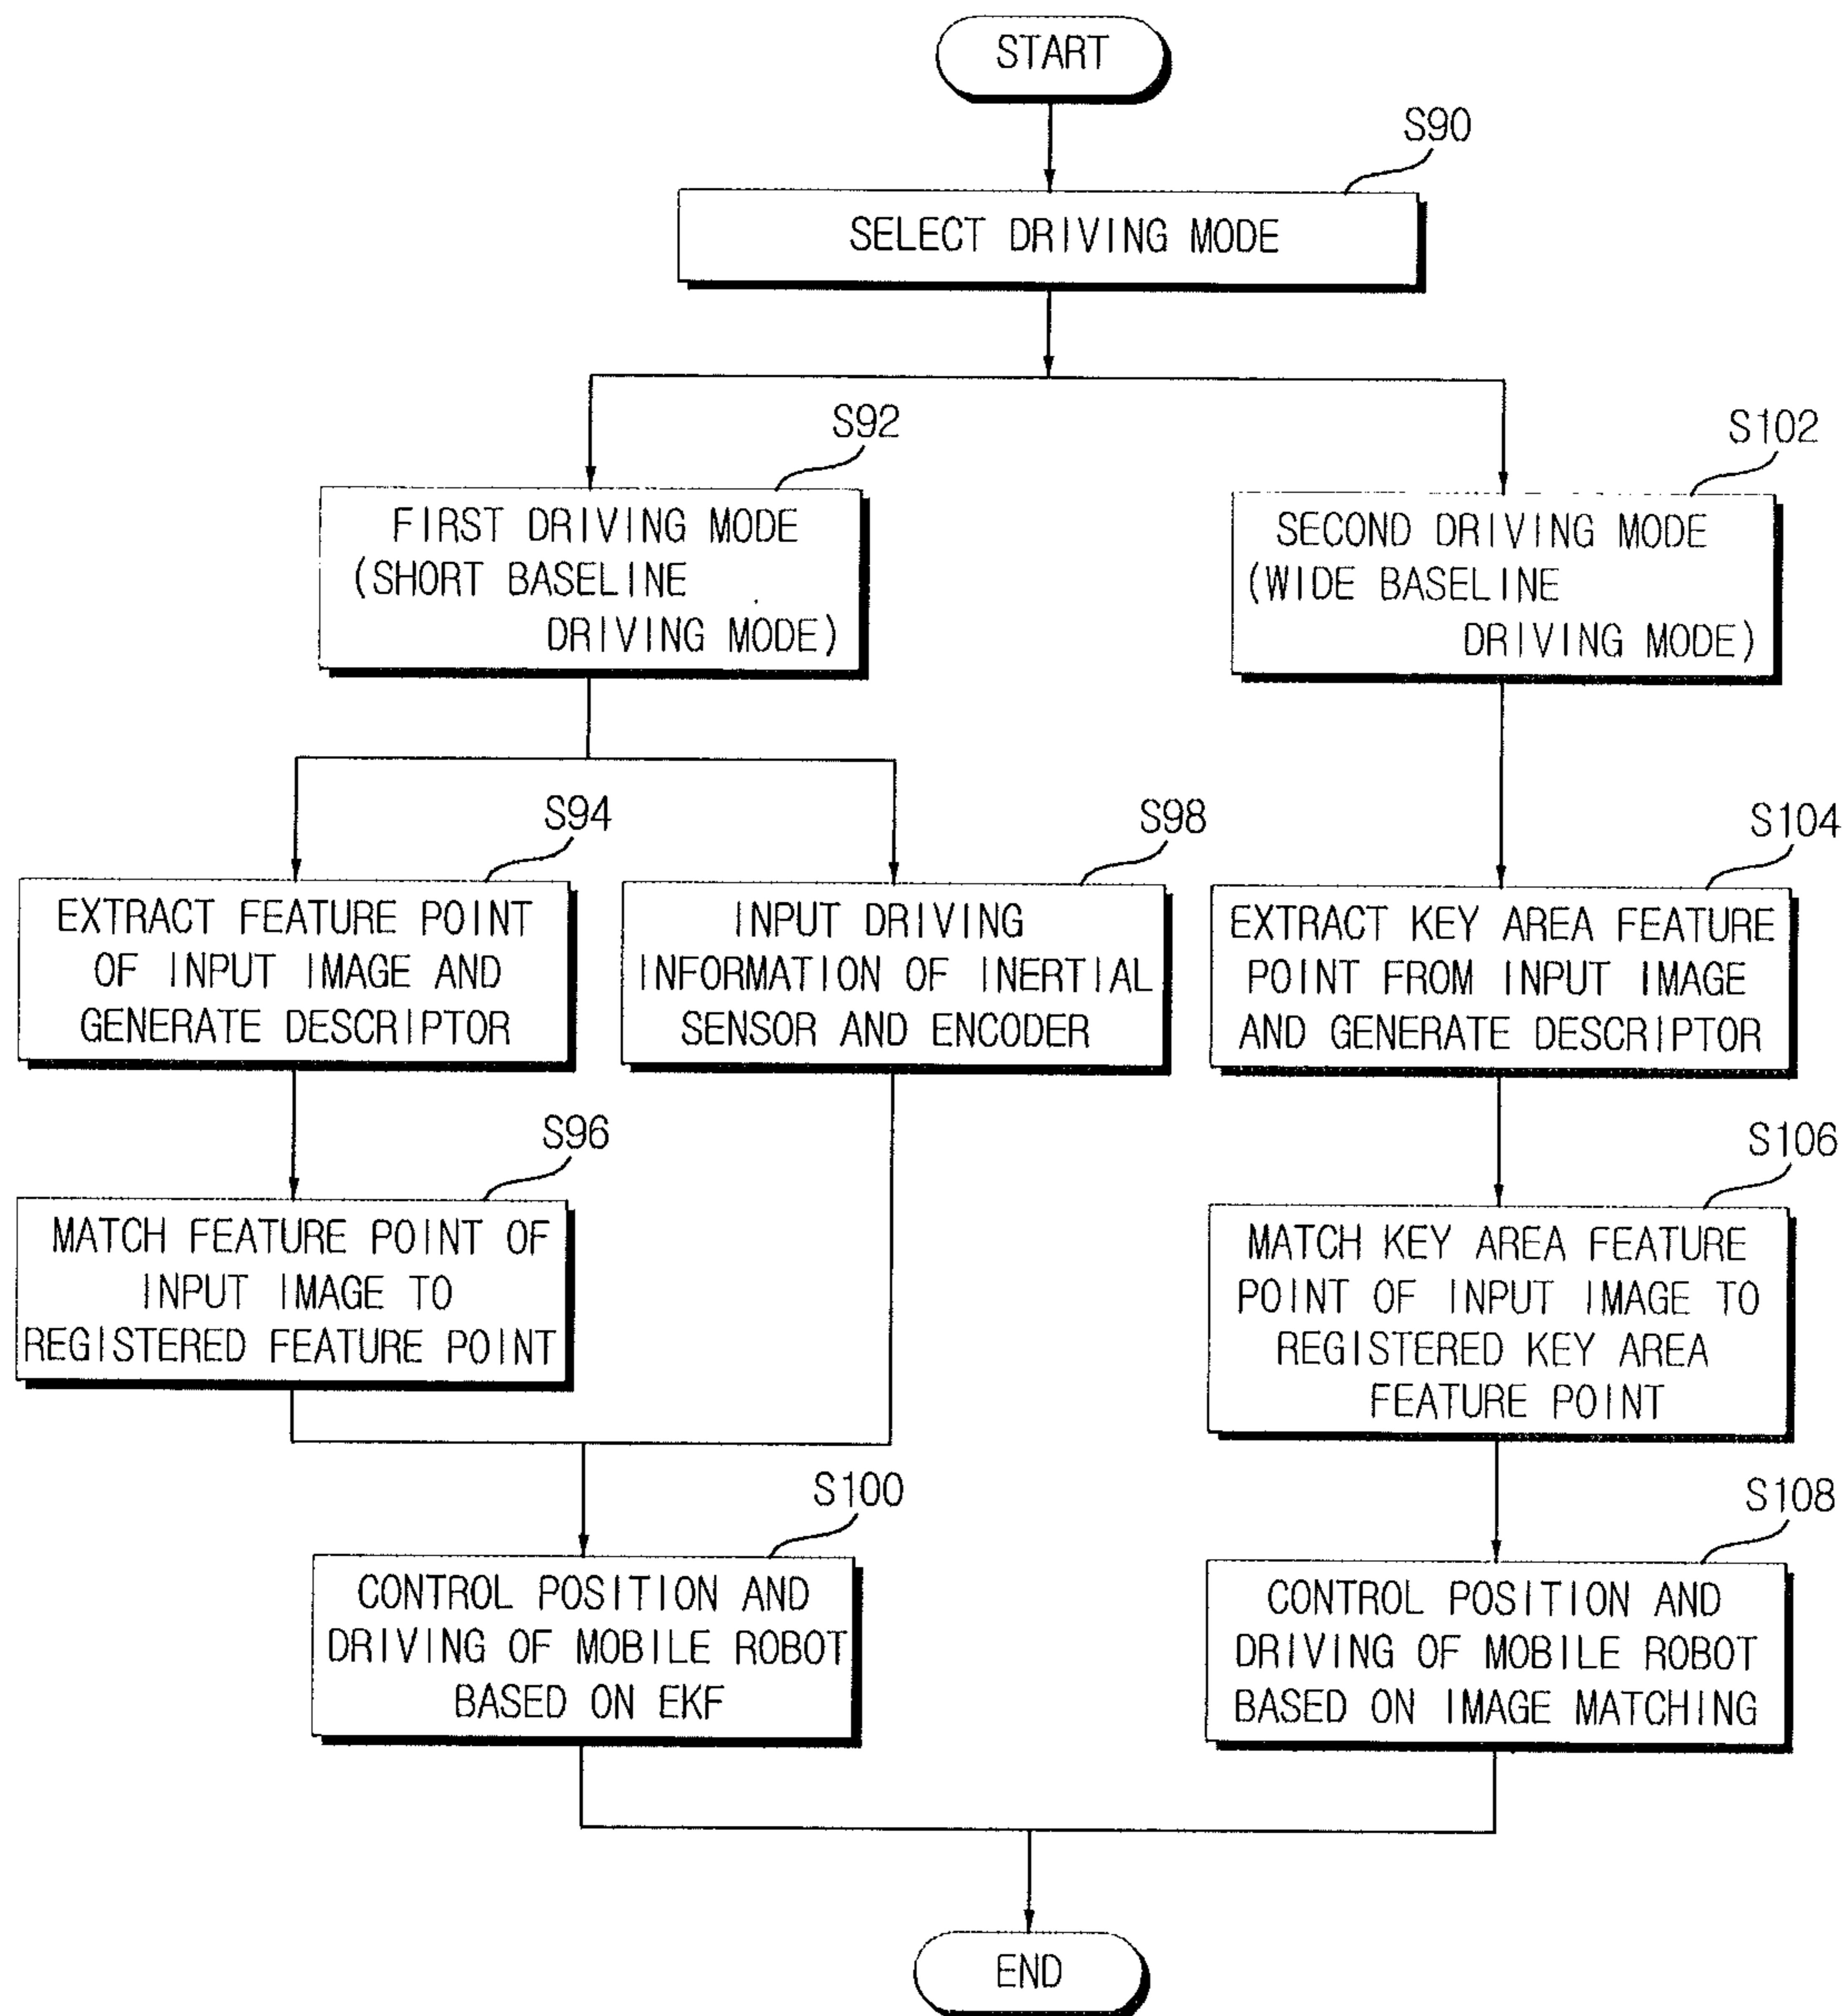 START
S90
SELECT DRIVING MODE
S92
FIRST DRIVING MODE
(SHORT BASELINE
DRIVING MODE)
S102
SECOND DRIVING MODE
(WIDE BASELINE
DRIVING MODE)
S94
EXTRACT FEATURE POINT
OF INPUT IMAGE AND
GENERATE DESCRIPTOR
S98
INPUT DRIVING
INFORMATION OF INERTIAL
SENSOR AND ENCODER
S104
EXTRACT KEY AREA FEATURE
POINT FROM INPUT IMAGE
AND GENERATE DESCRIPTOR
S96
MATCH FEATURE POINT OF
INPUT IMAGE TO
REGISTERED FEATURE POINT
S106
MATCH KEY AREA FEATURE
POINT OF INPUT IMAGE TO
REGISTERED KEY AREA
FEATURE POINT
S100
CONTROL POSITION AND
DRIVING OF MOBILE ROBOT
BASED ON EKF
S108
CONTROL POSITION AND
DRIVING OF MOBILE ROBOT
BASED ON IMAGE MATCHING
END